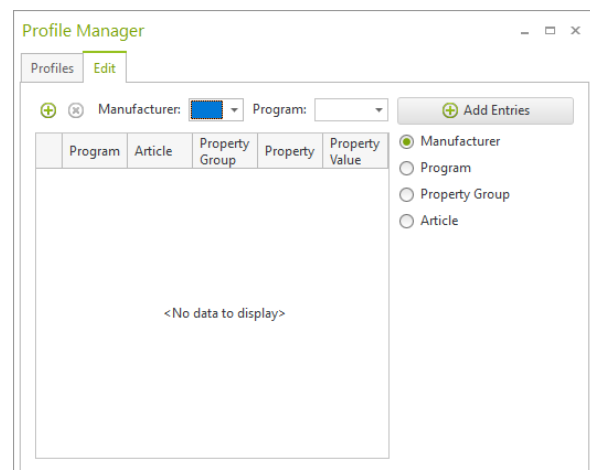 Profile Manager
Profiles Edit
Manufacturer: Program: Add Entries
Program Article Property Group Property Property Value
Manufacturer
Program
Property Group
Article
<No data to display>